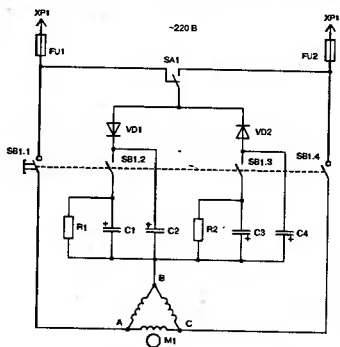 XP1 XP1
FU1 ~220 В FU2
SA1
VD1 VD2
SB1.1 SB1.2 SB1.3 SB1.4
R1 + C1 + C2 R2 + C3 C4
+ +
B
A C
M1